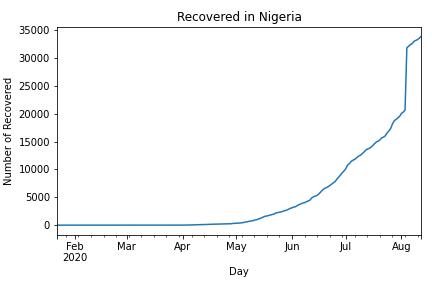 Recovered in Nigeria
Number of Recovered
35000
30000
25000
20000
15000
10000
5000
0
Feb
2020
Mar
Apr
May
Jun
Jul
Aug
Day